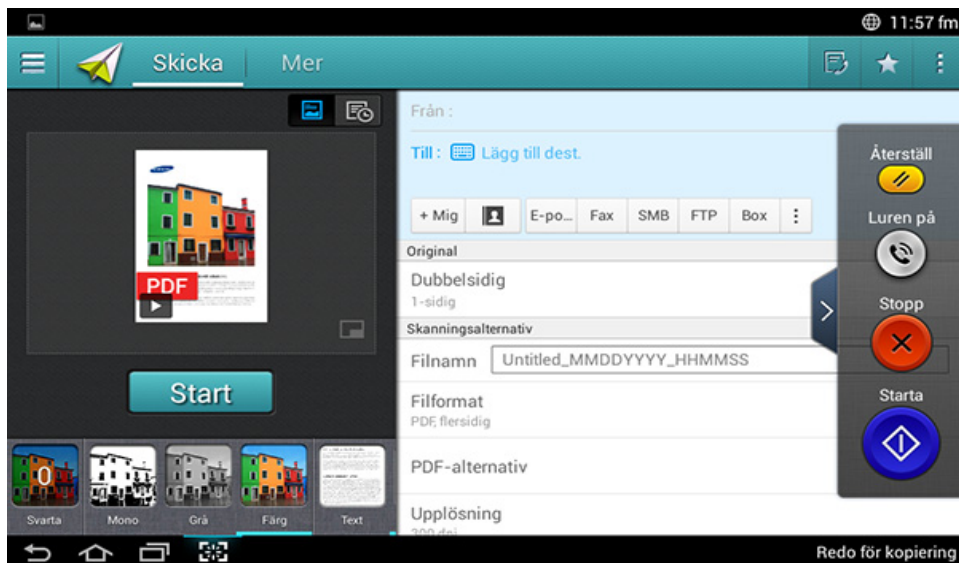 11:57 fm
Skicka
Mer
Från :
Till :
Lägg till dest.
+ Mig
E-po...
Fax
SMB
FTP
Box
Original
Dubbelsidig
1-sidig
Skanningsalternativ
Filnamn
Untitled_MMDDYYYY_HHMMSS
Filformat
PDF, flersidig
PDF-alternativ
Upplösning
PDF
Start
0
Svarta
Mono
Grå
Färg
Text
Återställ
Luren på
Stopp
Starta
Redo för kopiering